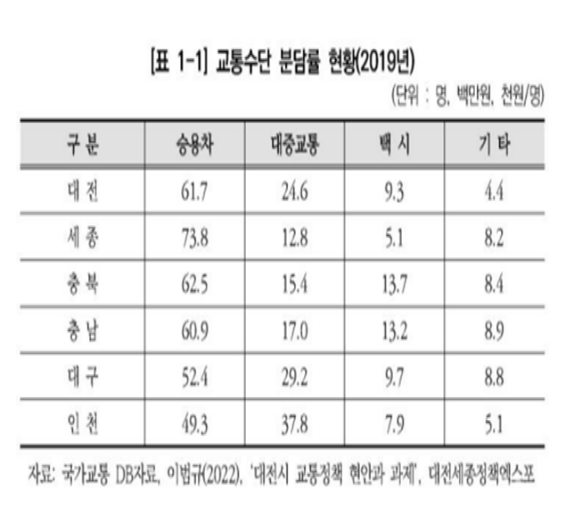 [표 1-1] 교통수단 분담률 현황(2019년)
(단위 : 명, 백만원, 천원/명)
구 분 승용차 대중교통 택 시 기 타
대 전 61.7 24.6 9.3 4.4
세 종 73.8 12.8 5.1 8.2
충 북 62.5 15.4 13.7 8.4
충 남 60.9 17.0 13.2 8.9
대 구 52.4 29.2 9.7 8.8
인 천 49.3 37.8 7.9 5.1
자료: 국가교통 DB자료, 이범규(2022), '대전시 교통정책 현안과 과제', 대전세종정책엑스포